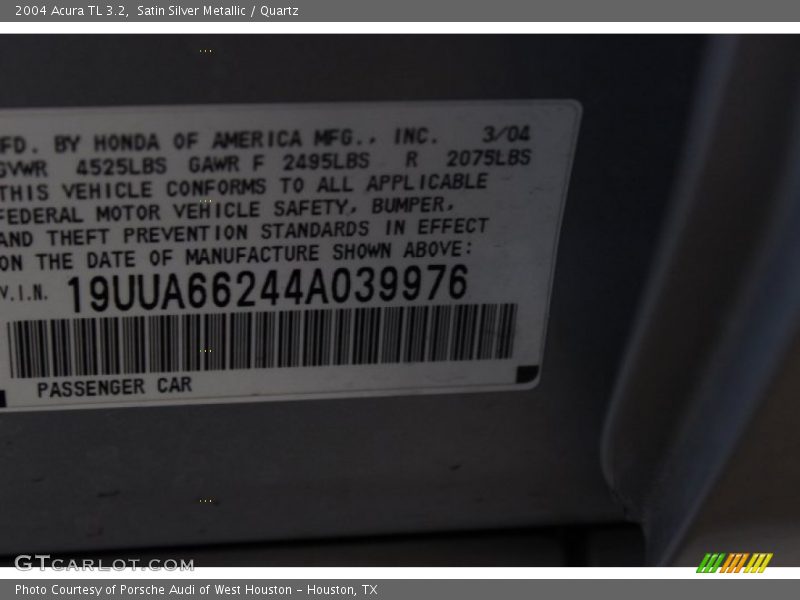 2004 Acura TL 3.2, Satin Silver Metallic / Quartz
FD. BY HONDA OF AMERICA MFG., INC. 3/04
GVWR 4525LBS GAWR F 2495LBS R 2075LBS
THIS VEHICLE CONFORMS TO ALL APPLICABLE
FEDERAL MOTOR VEHICLE SAFETY, BUMPER,
AND THEFT PREVENTION STANDARDS IN EFFECT
ON THE DATE OF MANUFACTURE SHOWN ABOVE:
V.I.N. 19UUA66244A039976
PASSENGER CAR
GTCARLOT.COM
Photo Courtesy of Porsche Audi of West Houston - Houston, TX